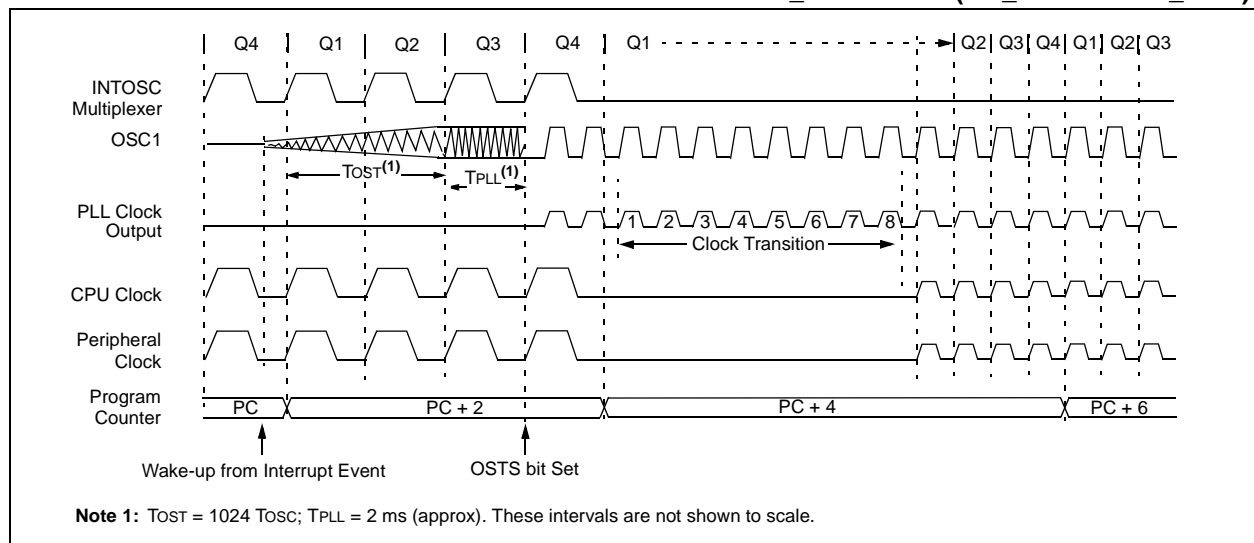 Q4 Q1 Q2 Q3 Q4 Q1 Q2 Q3 Q4 Q1 Q2 Q3
INTOSC
Multiplexer
OSC1
TOST(1)
TPLL(1)
PLL Clock
Output
1 2 3 4 5 6 7 8
Clock Transition
CPU Clock
Peripheral
Clock
Program
Counter
PC PC + 2 PC + 4 PC + 6
Wake-up from Interrupt Event OSTS bit Set
Note 1: TOST = 1024 TOSC; TPLL = 2 ms (approx). These intervals are not shown to scale.